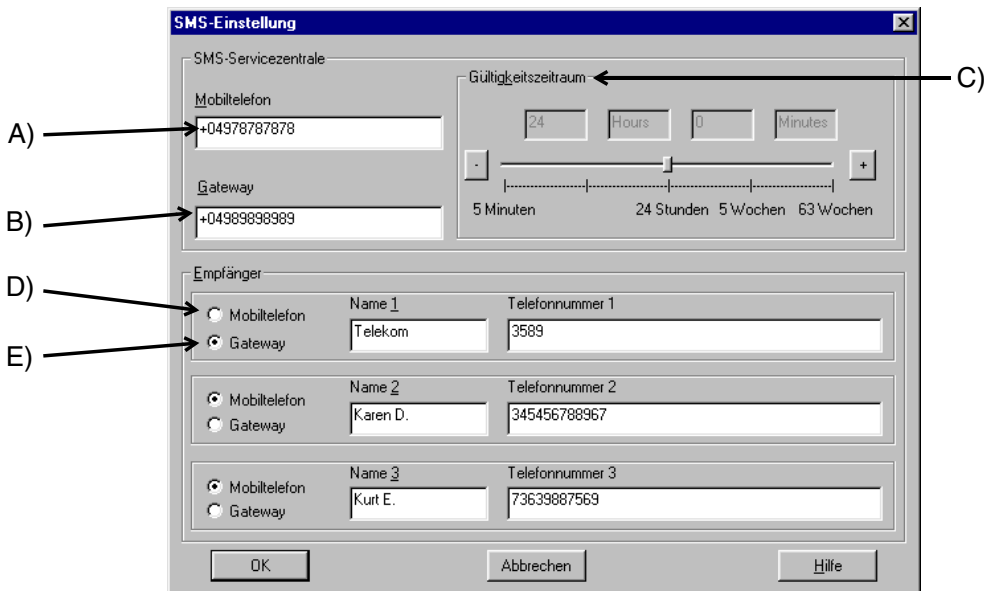 SMS-Einstellung
SMS-Servicezentrale
Gültigkeitszeitraum
C)
Mobiltelefon
A)
+04978787878
24 Hours 0 Minutes
- +
Gateway
B)
+04989898989
5 Minuten 24 Stunden 5 Wochen 63 Wochen
Empfänger
D)
Mobiltelefon
Name 1 Telefonnummer 1
Telekom 3589
E)
Gateway
Mobiltelefon
Name 2 Telefonnummer 2
Karen D. 345456788967
Gateway
Mobiltelefon
Name 3 Telefonnummer 3
Kurt E. 73639887569
Gateway
OK Abbrechen Hilfe